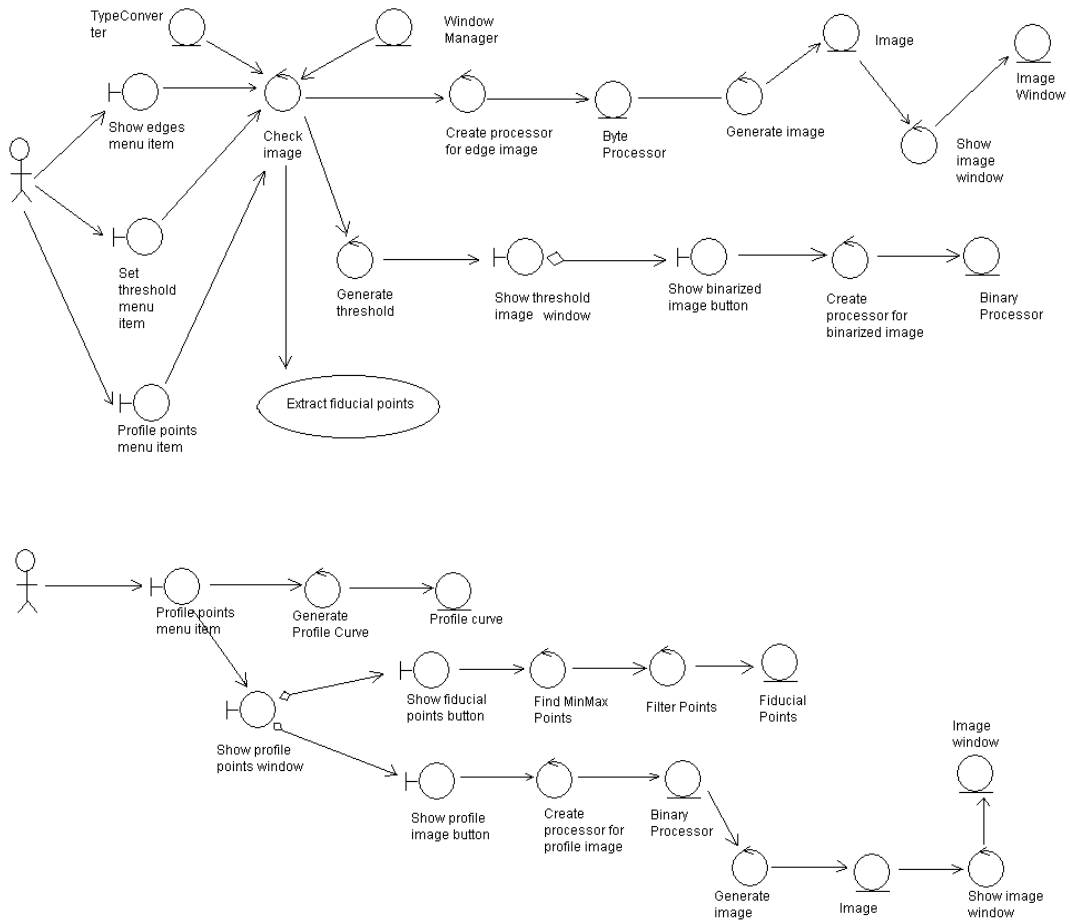 TypeConver
ter
Window
Manager
Image
Image
Window
Show edges
menu item
Check
image
Create processor
for edge image
Byte
Processor
Generate image
Show
image
window
Set
threshold
menu
item
Generate
threshold
Show threshold
image window
Show binarized
image button
Create
processor for
binarized image
Binary
Processor
Extract fiducial points
Profile points
menu item
Profile points
menu item
Generate
Profile Curve
Profile curve
Show fiducial
points button
Find MinMax
Points
Filter Points
Fiducial
Points
Show profile
points window
Image
window
Show profile
image button
Create
processor for
profile image
Binary
Processor
Generate
image
Image
Show image
window